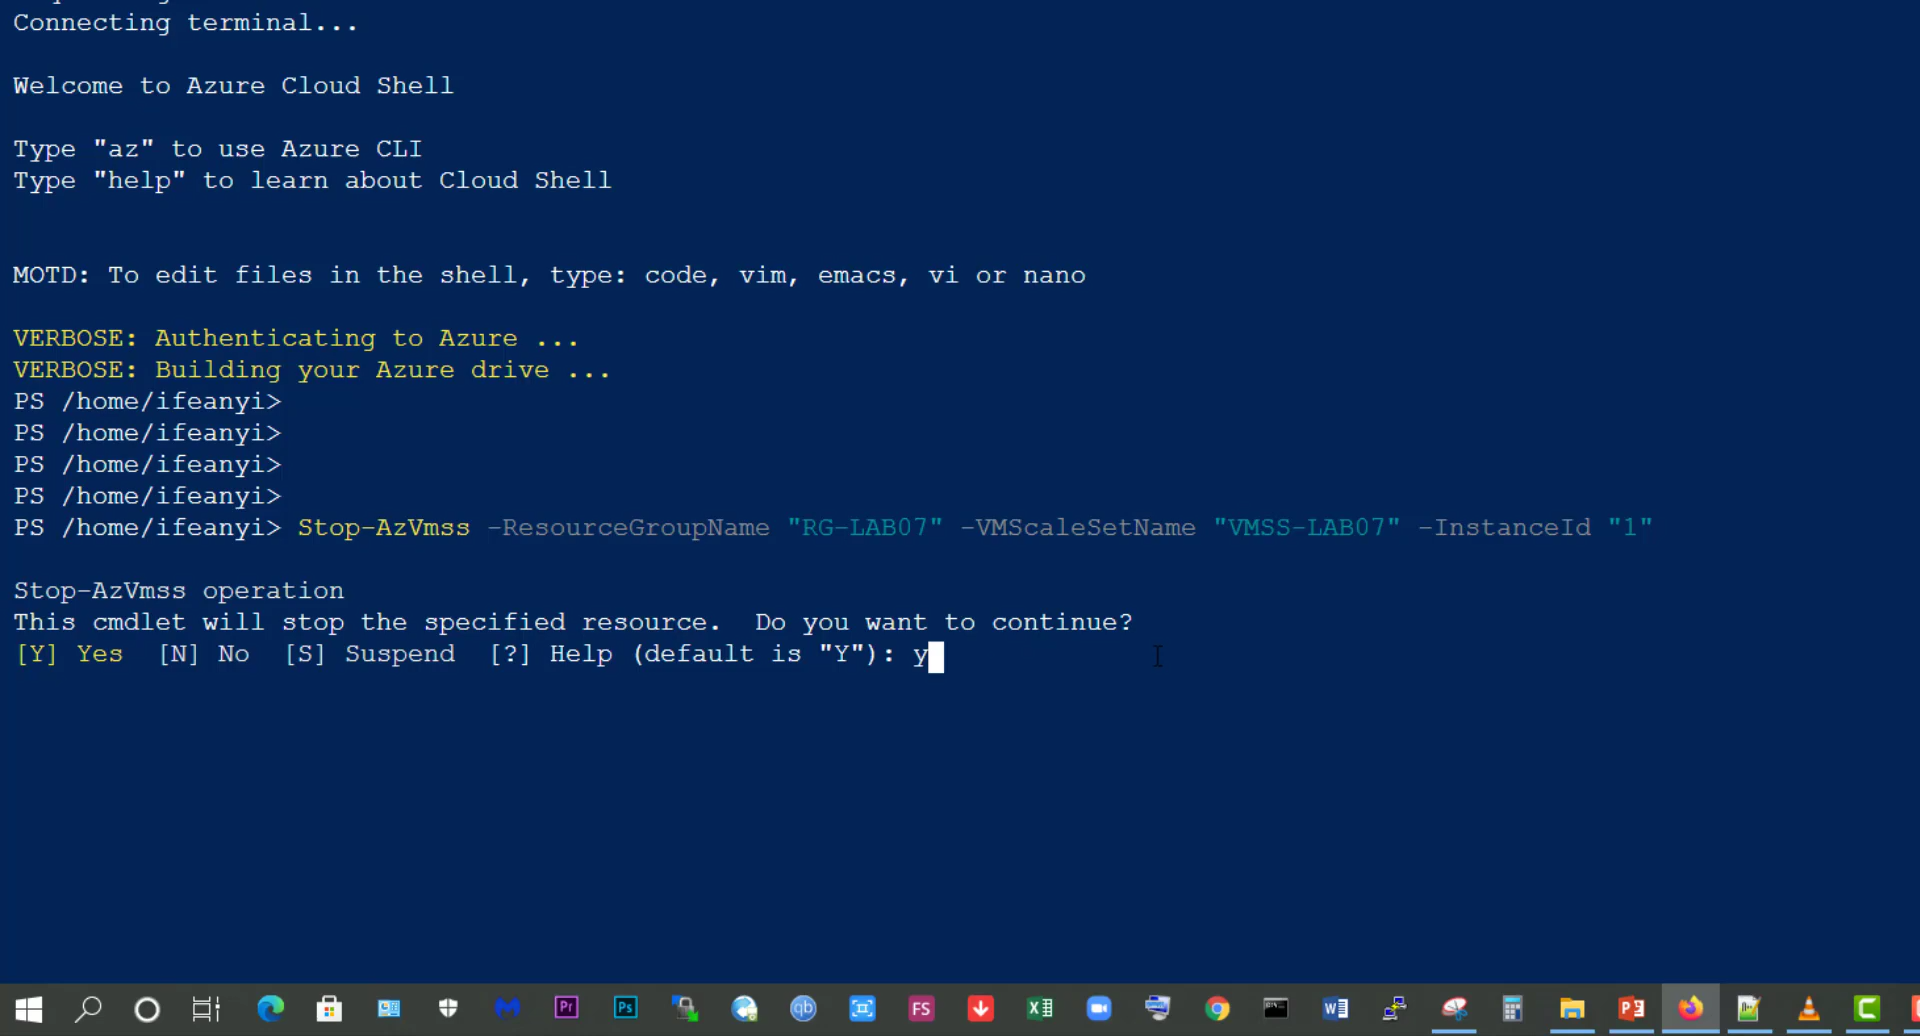 Connecting terminal...
Welcome to Azure Cloud Shell
Type "az" to use Azure CLI
Type "help" to learn about Cloud Shell
MOTD: To edit files in the shell, type: code, vim, emacs, vi or nano
VERBOSE: Authenticating to Azure ...
VERBOSE: Building your Azure drive ...
PS /home/ifeanyi>
PS /home/ifeanyi>
PS /home/ifeanyi>
PS /home/ifeanyi>
PS /home/ifeanyi> Stop-AzVmss -ResourceGroupName "RG-LAB07" -VMScaleSetName "VMSS-LAB07" -InstanceId "1"
Stop-AzVmss operation
This cmdlet will stop the specified resource.  Do you want to continue?
[Y] Yes  [N] No  [S] Suspend  [?] Help (default is "Y"): y
Pr Ps qb FS